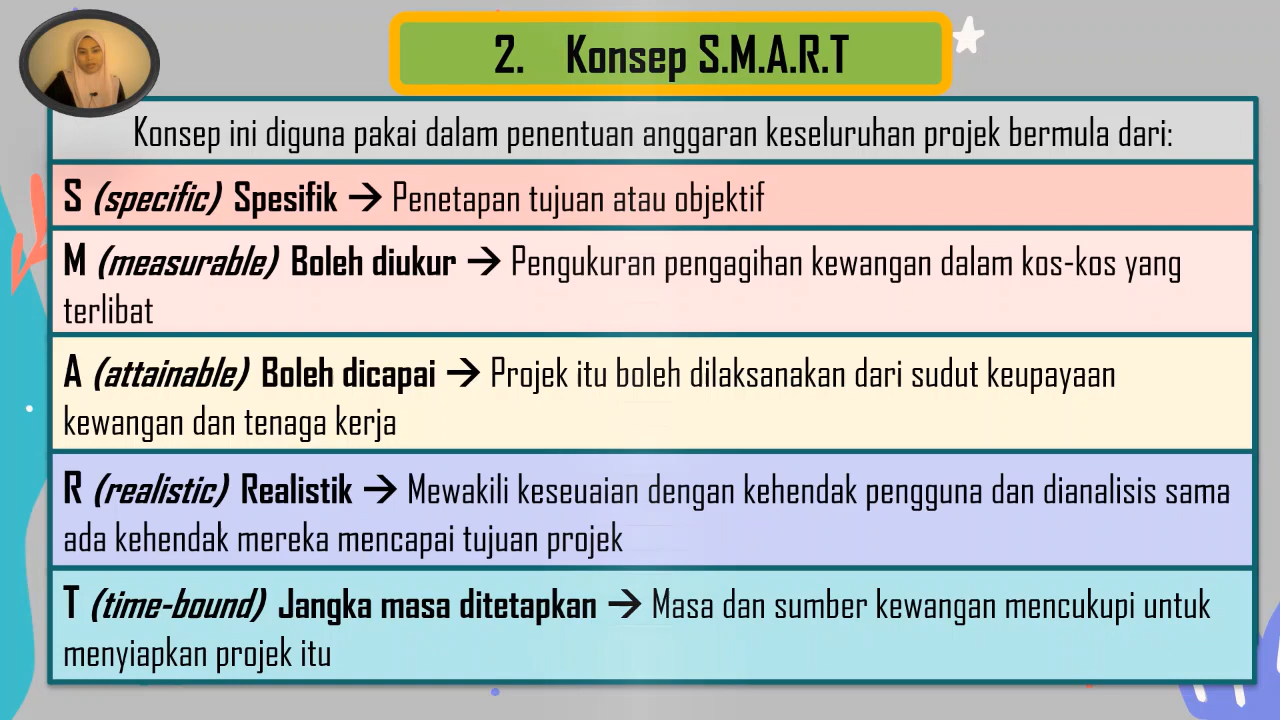 2. Konsep S.M.A.R.T
Konsep ini diguna pakai dalam penentuan anggaran keseluruhan projek bermula dari:
S (specific) Spesifik → Penetapan tujuan atau objektif
M (measurable) Boleh diukur → Pengukuran pengagihan kewangan dalam kos-kos yang
terlibat
A (attainable) Boleh dicapai → Projek itu boleh dilaksanakan dari sudut keupayaan
kewangan dan tenaga kerja
R (realistic) Realistik → Mewakili keseuaian dengan kehendak pengguna dan dianalisis sama
ada kehendak mereka mencapai tujuan projek
T (time-bound) Jangka masa ditetapkan → Masa dan sumber kewangan mencukupi untuk
menyiapkan projek itu